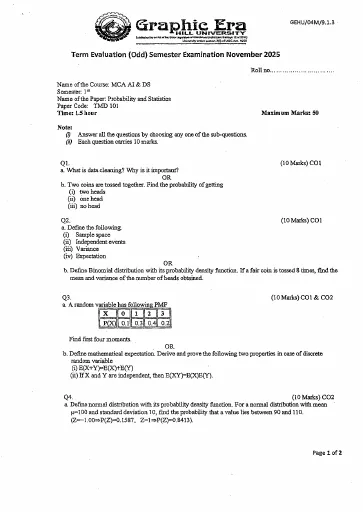 GEHU/04M/9.1.3
Graphic Era
HILL UNIVERSITY
Term Evaluation (Odd) Semester Examination November 2025
Roll no..............................
Name of the Course: MCA AI & DS
Semester: 1st
Name of the Paper: Probability and Statistics
Paper Code: TMD 101
Time: 1.5 hour Maximum Marks: 50
Note:
(i) Answer all the questions by choosing any one of the sub-questions.
(ii) Each question carries 10 marks.
Q1. (10 Marks) CO1
a. What is data cleaning? Why is it important?
OR
b. Two coins are tossed together. Find the probability of getting
(i) two heads
(ii) one head
(iii) no head
Q2. (10 Marks) CO1
a. Define the following:
(i) Sample space
(ii) Independent events
(iii) Variance
(iv) Expectation
OR
b. Define Binomial distribution with its probability density function. If a fair coin is tossed 8 times, find the
mean and variance of the number of heads obtained.
Q3. (10 Marks) CO1 & CO2
a. A random variable has following PMF
X 0 1 2 3
P(X) 0.1 0.3 0.4 0.2
Find first four moments
OR
b. Define mathematical expectation. Derive and prove the following two properties in case of discrete
random variable
(i) E(X+Y)=E(X)+E(Y)
(ii) If X and Y are independent, then E(XY)=E(X)E(Y).
Q4. (10 Marks) CO2
a. Define normal distribution with its probability density function. For a normal distribution with mean
μ=100 and standard deviation 10, find the probability that a value lies between 90 and 110.
(Z=-1.00⇒P(Z)=0.1587, Z=1⇒P(Z)=0.8413).
Page 1 of 2